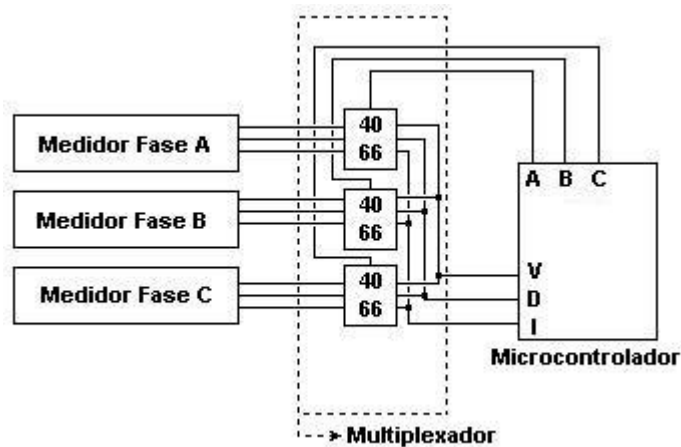 40
Medidor Fase A
66
A B C
40
Medidor Fase B
66
40
V
Medidor Fase C
66
D
I
Microcontrolador
Multiplexador